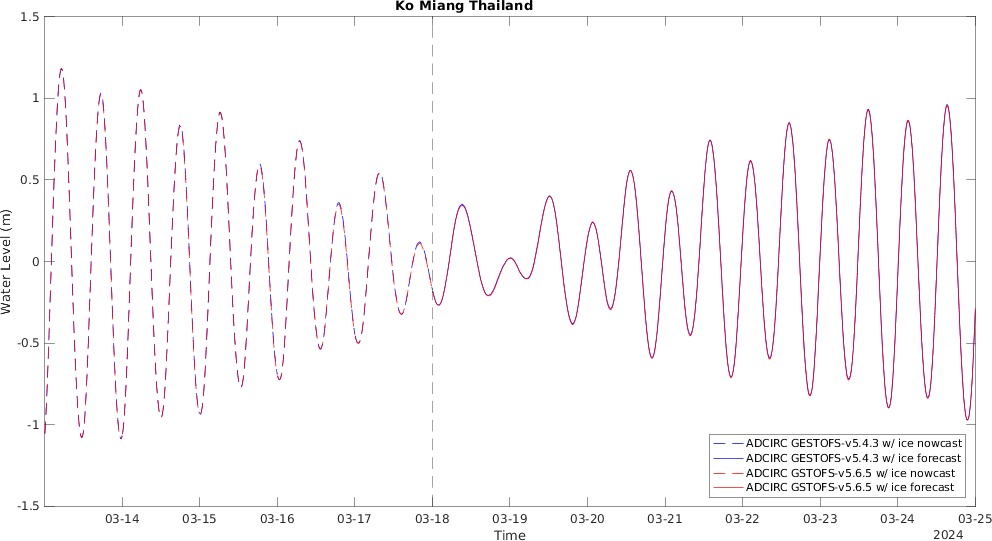 Ko Miang Thailand
1.5
1
0.5
0
-0.5
-1
-1.5
Water Level (m)
ADCIRC GESTOFS-v5.4.3 w/ ice nowcast
ADCIRC GESTOFS-v5.4.3 w/ ice forecast
ADCIRC GSTOFS-v5.6.5 w/ ice nowcast
ADCIRC GSTOFS-v5.6.5 w/ ice forecast
03-14 03-15 03-16 03-17 03-18 03-19 03-20 03-21 03-22 03-23 03-24 03-25
Time
2024